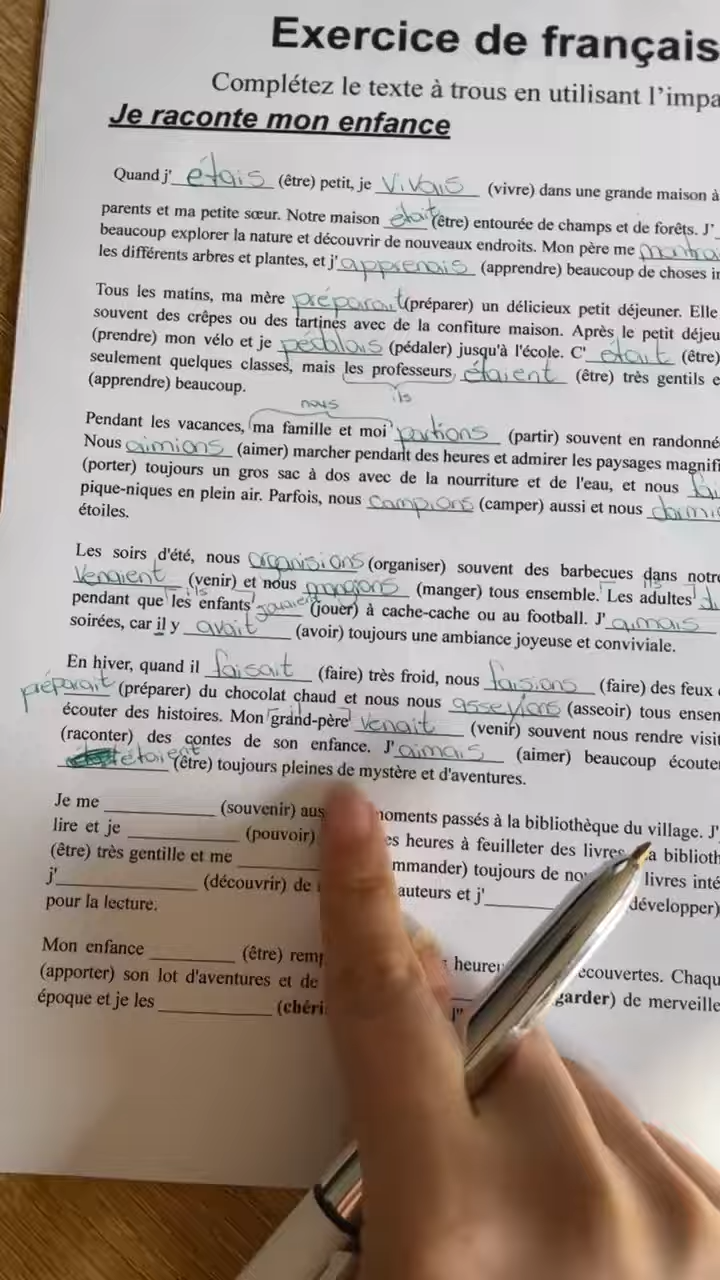 Exercice de français
Complétez le texte à trous en utilisant l'impa
Je raconte mon enfance
Quand j' étais (être) petit, je vivais (vivre) dans une grande maison à
parents et ma petite sœur. Notre maison était (être) entourée de champs et de forêts. J'
beaucoup explorer la nature et découvrir de nouveaux endroits. Mon père me montrai
les différents arbres et plantes, et j' apprenais (apprendre) beaucoup de choses in
Tous les matins, ma mère préparait (préparer) un délicieux petit déjeuner. Elle
souvent des crêpes ou des tartines avec de la confiture maison. Après le petit déjeu
(prendre) mon vélo et je pédalais (pédaler) jusqu'à l'école. C' était (être)
seulement quelques classes, mais les professeurs étaient (être) très gentils e
(apprendre) beaucoup. ils
nous
Pendant les vacances, ma famille et moi partions (partir) souvent en randonné
Nous aimions (aimer) marcher pendant des heures et admirer les paysages magnifi
(porter) toujours un gros sac à dos avec de la nourriture et de l'eau, et nous fai
pique-niques en plein air. Parfois, nous campions (camper) aussi et nous dormi
étoiles.
Les soirs d'été, nous organisions (organiser) souvent des barbecues dans notre
venaient (venir) et nous mangions (manger) tous ensemble. Les adultes ils
pendant que les enfants ils jouaient (jouer) à cache-cache ou au football. J' aimais
soirées, car il y avait (avoir) toujours une ambiance joyeuse et conviviale.
En hiver, quand il faisait (faire) très froid, nous faisions (faire) des feux
préparait (préparer) du chocolat chaud et nous nous asseyions (asseoir) tous ensem
écouter des histoires. Mon grand-père venait (venir) souvent nous rendre visit
(raconter) des contes de son enfance. J' aimais (aimer) beaucoup écoute
étaient (être) toujours pleines de mystère et d'aventures.
Je me (souvenir) aus moments passés à la bibliothèque du village. J'
lire et je (pouvoir) es heures à feuilleter des livres a biblioth
(être) très gentille et me mmander) toujours de no livres inté
j' (découvrir) de auteurs et j' développer)
pour la lecture.
Mon enfance (être) remp heureu écouvertes. Chaqu
(apporter) son lot d'aventures et de garder) de merveille
époque et je les (chéri j"